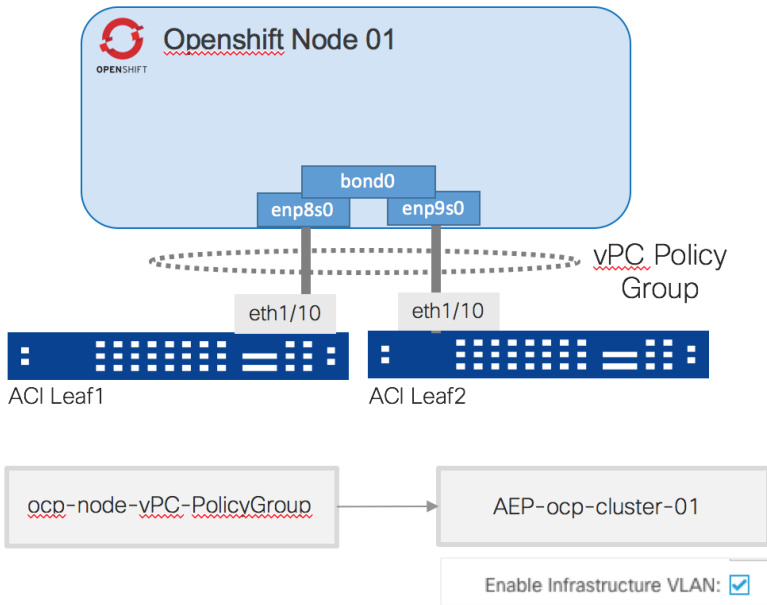 Openshift Node 01
OPENSHIFT
bond0
enp8s0
enp9s0
vPC Policy
Group
eth1/10
eth1/10
ACI Leaf1
ACI Leaf2
ocp-node-vPC-PolicyGroup
AEP-ocp-cluster-01
Enable Infrastructure VLAN: